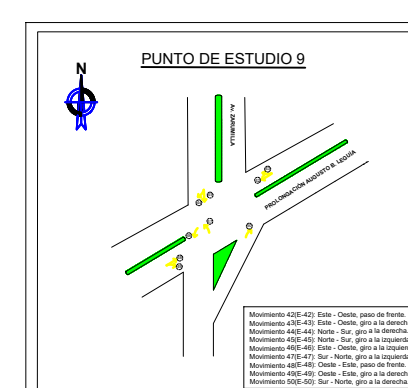 PUNTO DE ESTUDIO 9
N
Av. ZARUMILLA
PROLONGACIÓN AUGUSTO B. LEGUÍA
Movimiento 42(E-42): Este - Oeste, paso de frente.
Movimiento 43(E-43): Este - Oeste, giro a la derech
Movimiento 44(E-44): Norte - Sur, giro a la derecha.
Movimiento 45(E-45): Norte - Sur, giro a la izquierda
Movimiento 46(E-46): Este - Oeste, giro a la izquier
Movimiento 47(E-47): Sur - Norte, giro a la izquierda
Movimiento 48(E-48): Oeste - Este, paso de frente.
Movimiento 49(E-49): Oeste - Este, giro a la derech
Movimiento 50(E-50): Sur - Norte, giro a la derecha.